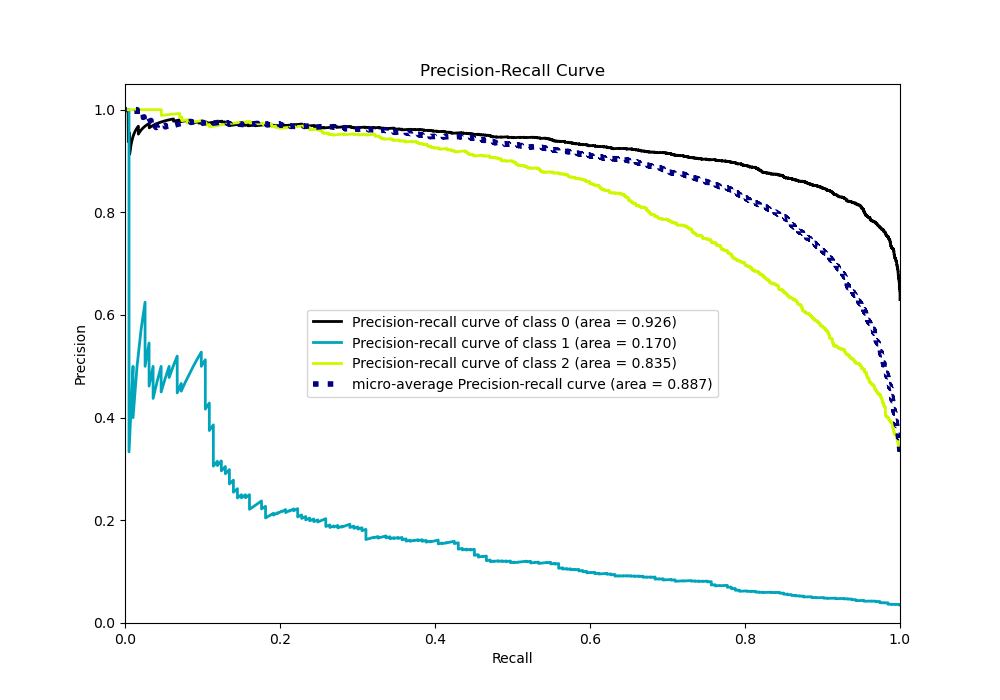 Precision-Recall Curve
1.0
0.8
0.6
0.4
0.2
0.0
Precision
Precision-recall curve of class 0 (area = 0.926)
Precision-recall curve of class 1 (area = 0.170)
Precision-recall curve of class 2 (area = 0.835)
micro-average Precision-recall curve (area = 0.887)
0.0 0.2 0.4 0.6 0.8 1.0
Recall